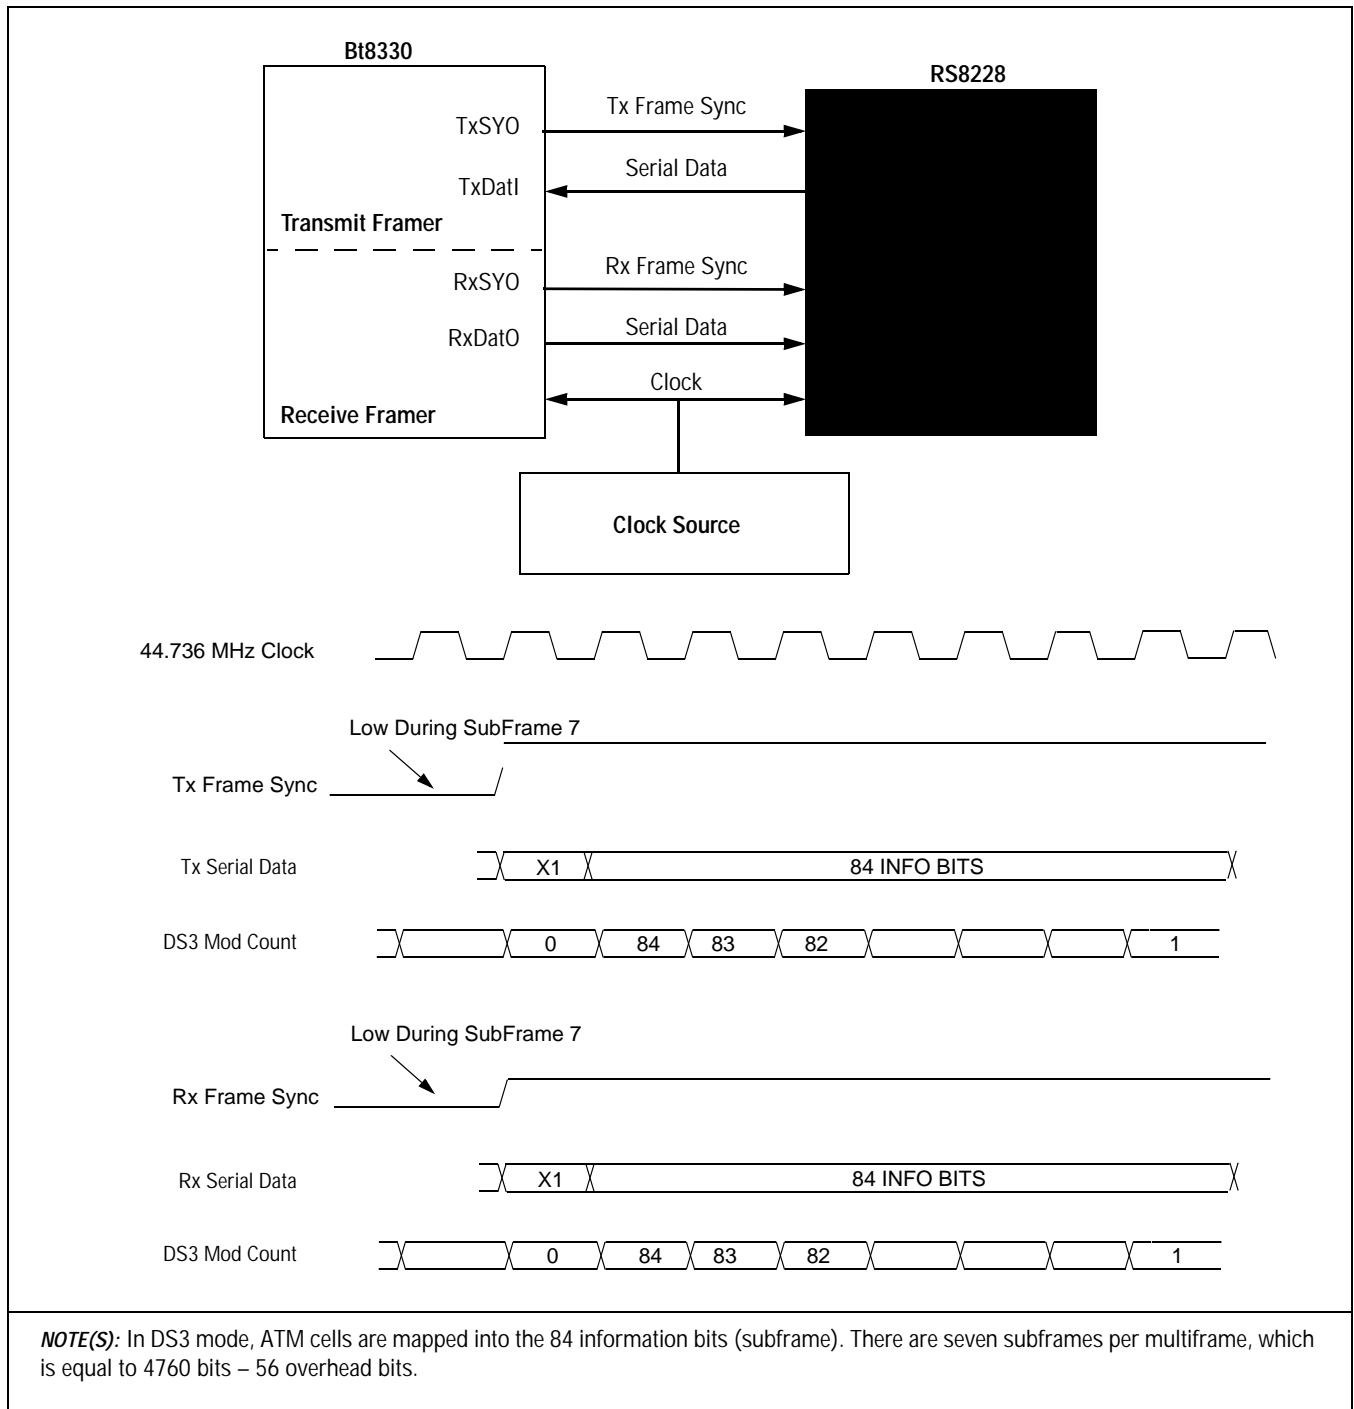 Bt8330
RS8228
TxSYO
Tx Frame Sync
TxDatI
Serial Data
Transmit Framer
RxSYO
Rx Frame Sync
RxDatO
Serial Data
Clock
Receive Framer
Clock Source
44.736 MHz Clock
Low During SubFrame 7
Tx Frame Sync
Tx Serial Data X1 84 INFO BITS
DS3 Mod Count 0 84 83 82 1
Low During SubFrame 7
Rx Frame Sync
Rx Serial Data X1 84 INFO BITS
DS3 Mod Count 0 84 83 82 1
NOTE(S): In DS3 mode, ATM cells are mapped into the 84 information bits (subframe). There are seven subframes per multiframe, which
is equal to 4760 bits – 56 overhead bits.